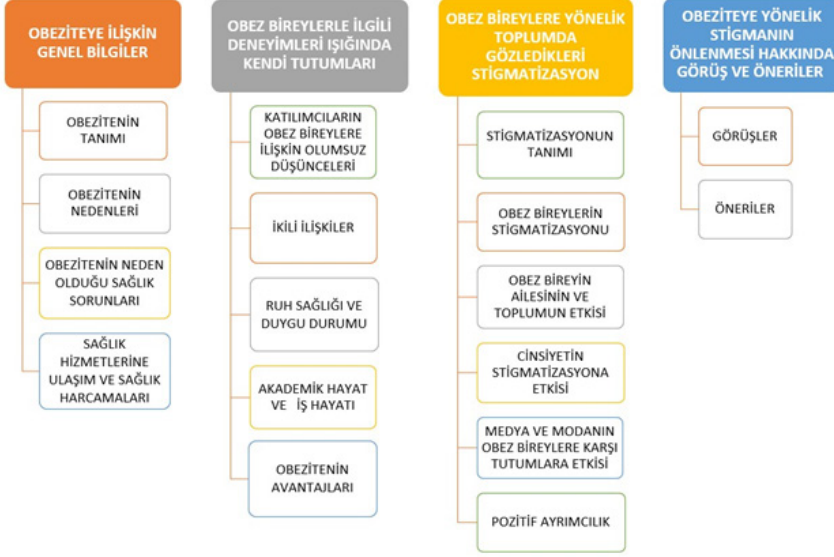 OBEZİTEYE İLİŞKİN
GENEL BİLGİLER
OBEZİTENİN
TANIMI
OBEZİTENİN
NEDENLERİ
OBEZİTENİN NEDEN
OLDUĞU SAĞLIK
SORUNLARI
SAĞLIK
HİZMETLERİNE
ULAŞIM VE SAĞLIK
HARCAMALARI
OBEZ BİREYLERLE İLGİLİ
DENEYİMLERİ IŞIĞINDA
KENDİ TUTUMLARI
KATILIMCILARIN
OBEZ BİREYLERE
İLİŞKİN OLUMSUZ
DÜŞÜNCELERİ
İKİLİ İLİŞKİLER
RUH SAĞLIĞI VE
DUYGU DURUMU
AKADEMİK HAYAT
VE İŞ HAYATI
OBEZİTENİN
AVANTAJLARI
OBEZ BİREYLERE YÖNELİK
TOPLUMDA
GÖZLEDİKLERİ
STİGMATİZASYON
STİGMATİZASYONUN
TANIMI
OBEZ BİREYLERİN
STİGMATİZASYONU
OBEZ BİREYİN
AİLESİNİN VE
TOPLUMUN ETKİSİ
CİNSİYETİN
STİGMATİZASYONA
ETKİSİ
MEDYA VE MODANIN
OBEZ BİREYLERE KARŞI
TUTUMLARA ETKİSİ
POZİTİF AYRIMCILIK
OBEZİTEYE YÖNELİK
STİGMANIN
ÖNLENMESİ HAKKINDA
GÖRÜŞ VE ÖNERİLER
GÖRÜŞLER
ÖNERİLER